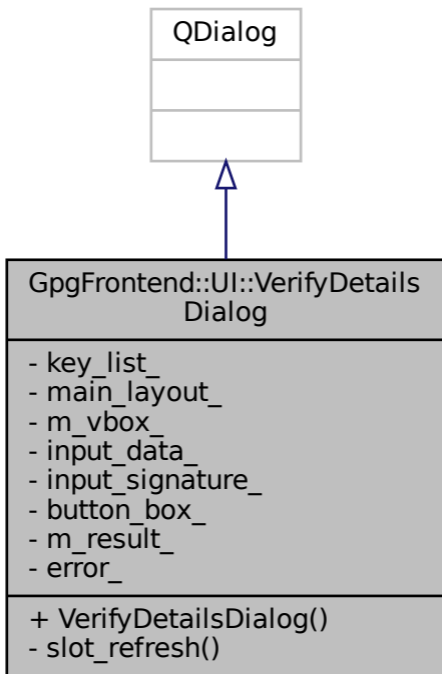 QDialog
GpgFrontend::UI::VerifyDetails
Dialog
- key_list_
- main_layout_
- m_vbox_
- input_data_
- input_signature_
- button_box_
- m_result_
- error_
+ VerifyDetailsDialog()
- slot_refresh()